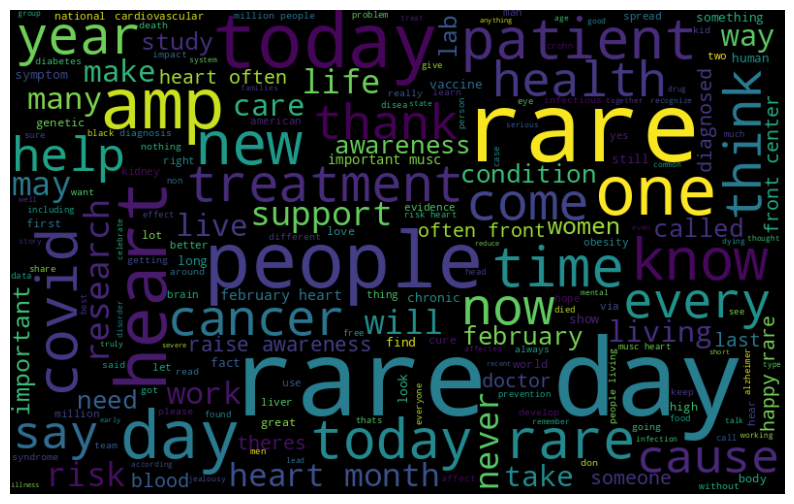 national cardiovascular
death
group
million people
problem
treat
crohn
man
age
good
spread
kid
something
year
today
patient
way
diabetes
impact
system
study
give
lab
two
human
symptom
make
heart often
life
vaccine
health
anything
families
really
learn
many
amp
care
disea
state
person
eye
infectious
together
recognize
drug
rare
genetic
black
diagnosis
american
thank
serious
yes
much
diagnosed
think
front center
sure
nothing
right
new
awareness
case
still
common
help
kidney
important musc
condition
one
may
want
non
treatment
come
well
including
effect
live
support
evidence
risk heart
often front
women
called
first
lot
different
love
obesity
dying
thought
story
celebrate
better
long
reduce
even
know
covid
research
heart
getting
around
people
head
time
data
share
best
disorder
brain
february heart
thing
chronic
hope
mental
now
died
via
every
see
truly
cancer
will
free
cure
show
living
last
important
severe
raise awareness
find
february
musc heart
happy rare
said
let
fact
affected
always
world
doctor
short
type
alzheimer
got
read
rare day
recent
people living
hear
need
work
use
look
everyone
never
prevention
develop
high
keep
food
body
million
please
found
liver
cause
say
day
thats
great
today
rare
going
remember
talk
early
team
theres
take
someone
infection
call
working
syndrome
men
risk
blood
heart month
don
without
illness
according
lead
jealousy
offect